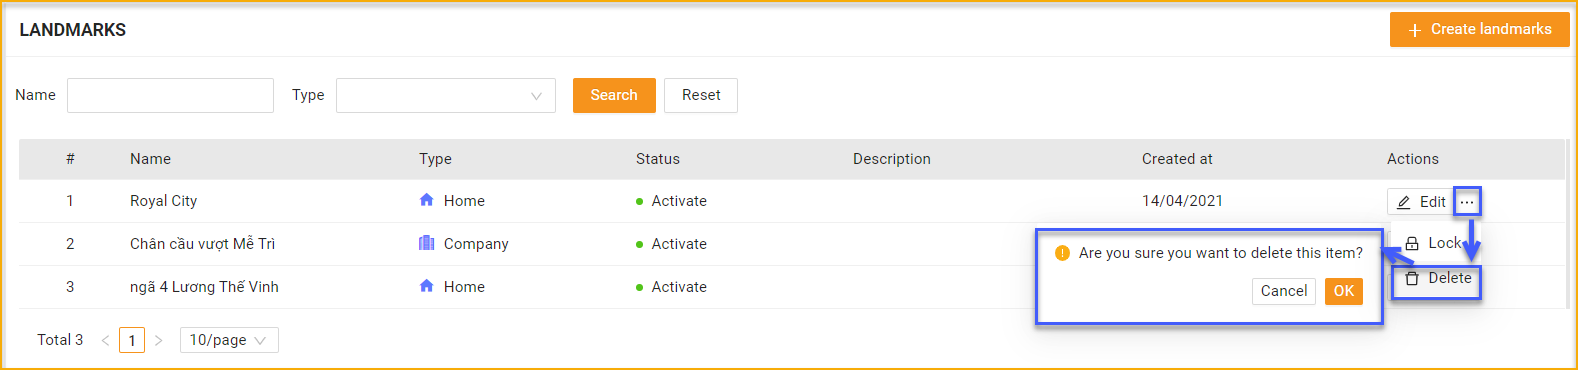 LANDMARKS
+ Create landmarks
Name
Type
Search
Reset
# Name Type Status Description Created at Actions
1 Royal City Home Activate 14/04/2021 Edit ...
2 Chân cầu vượt Mễ Trì Company Activate
Lock
Are you sure you want to delete this item?
Delete
3 ngã 4 Lương Thế Vinh Home Activate
Cancel
OK
Total 3 < 1 > 10/page